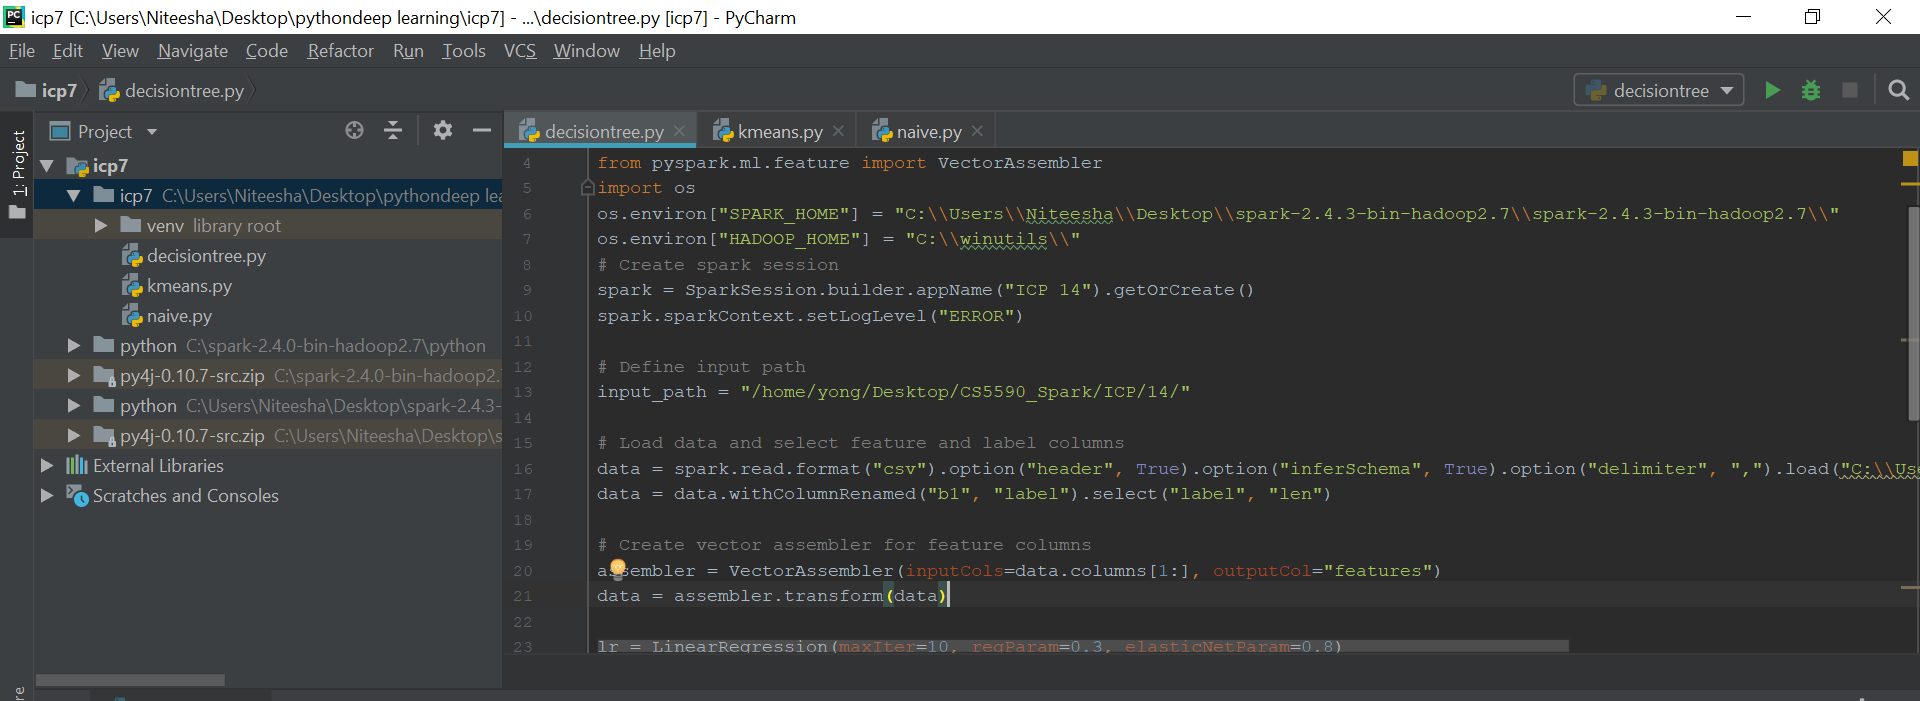 icp7 [C:\Users\Niteesha\Desktop\pythondeep learning\icp7] - ...\decisiontree.py [icp7] - PyCharm
File Edit View Navigate Code Refactor Run Tools VCS Window Help
icp7 decisiontree.py decisiontree
1: Project
Project
decisiontree.py kmeans.py naive.py
icp7
icp7 C:\Users\Niteesha\Desktop\pythondeep lea
venv library root
decisiontree.py
kmeans.py
naive.py
python C:\spark-2.4.0-bin-hadoop2.7\python
py4j-0.10.7-src.zip C:\spark-2.4.0-bin-hadoop2.
python C:\Users\Niteesha\Desktop\spark-2.4.3-
py4j-0.10.7-src.zip C:\Users\Niteesha\Desktop\s
External Libraries
Scratches and Consoles
4 from pyspark.ml.feature import VectorAssembler
5 import os
6 os.environ["SPARK_HOME"] = "C:\\Users\\Niteesha\\Desktop\\spark-2.4.3-bin-hadoop2.7\\spark-2.4.3-bin-hadoop2.7\\"
7 os.environ["HADOOP_HOME"] = "C:\\winutils\\"
8 # Create spark session
9 spark = SparkSession.builder.appName("ICP 14").getOrCreate()
10 spark.sparkContext.setLogLevel("ERROR")
11
12 # Define input path
13 input_path = "/home/yong/Desktop/CS5590_Spark/ICP/14/"
14
15 # Load data and select feature and label columns
16 data = spark.read.format("csv").option("header", True).option("inferSchema", True).option("delimiter", ",").load("C:\\Use
17 data = data.withColumnRenamed("b1", "label").select("label", "len")
18
19 # Create vector assembler for feature columns
20 assembler = VectorAssembler(inputCols=data.columns[1:], outputCol="features")
21 data = assembler.transform(data)
22
23 lr = LinearRegression(maxIter=10, regParam=0.3, elasticNetParam=0.8)
re